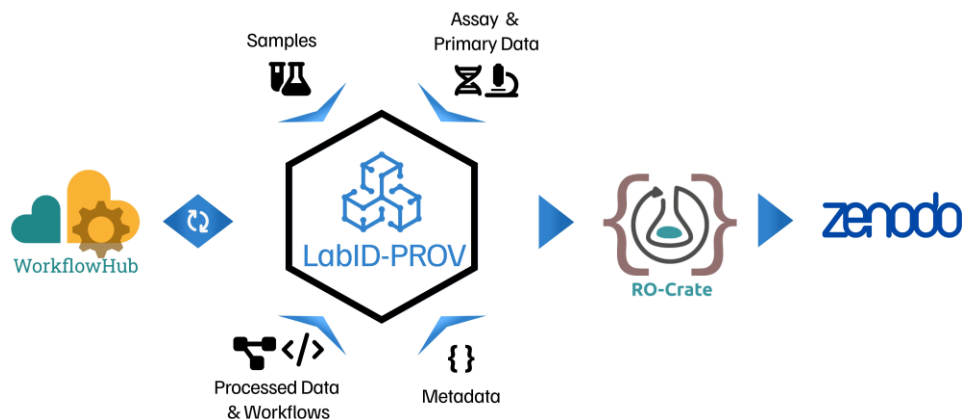 Samples
Assay &
Primary Data
WorkflowHub
LabID-PROV
RO-Crate
zenodo
Processed Data
& Workflows
Metadata